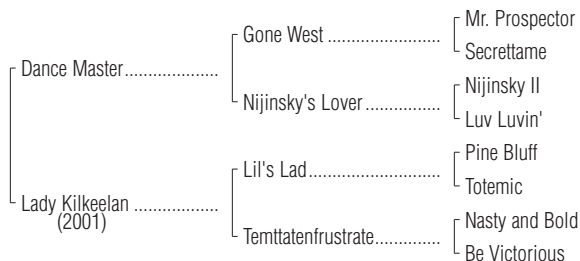 Mr. Prospector
Gone West
Secrettame
Dance Master
Nijinsky II
Nijinsky's Lover
Luv Luvin'
Pine Bluff
Lil's Lad
Totemic
Lady Kilkeelan
(2001)
Nasty and Bold
Temttatenfrustrate
Be Victorious